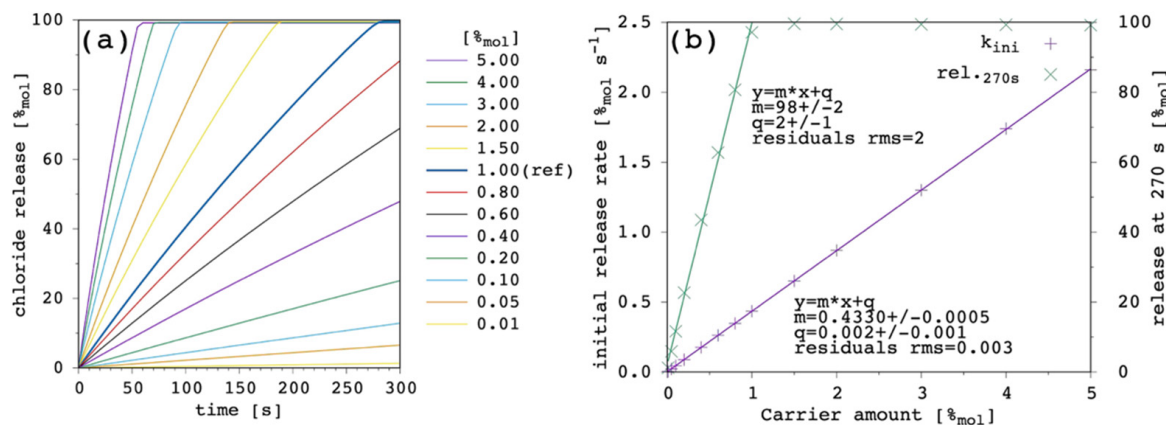 (a)
100
80
60
40
20
0
chloride release [%mol]
0 50 100 150 200 250 300
time [s]
[%mol]
5.00
4.00
3.00
2.00
1.50
1.00(ref)
0.80
0.60
0.40
0.20
0.10
0.05
0.01
(b)
2.5
2.0
1.5
1.0
0.5
0.0
initial release rate [%mol s-1]
kini
rel.270s
y=m*x+q
m=98+/-2
q=2+/-1
residuals rms=2
y=m*x+q
m=0.4330+/-0.0005
q=0.002+/-0.001
residuals rms=0.003
0 1 2 3 4 5
Carrier amount [%mol]
100
80
60
40
20
0
release at 270 s [%mol]